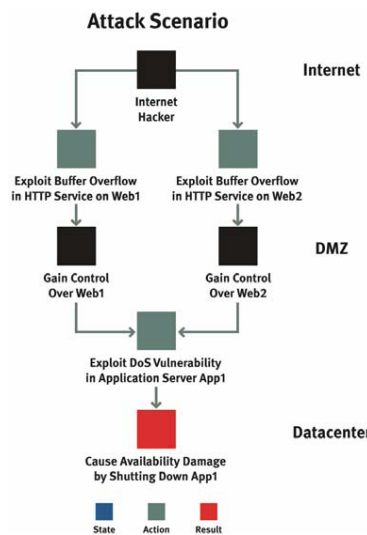 Attack Scenario
Internet
Internet
Hacker
Exploit Buffer Overflow
in HTTP Service on Web1
Exploit Buffer Overflow
in HTTP Service on Web2
DMZ
Gain Control
Over Web1
Gain Control
Over Web2
Exploit DoS Vulnerability
in Application Server App1
Datacenter
Cause Availability Damage
by Shutting Down App1
State
Action
Result